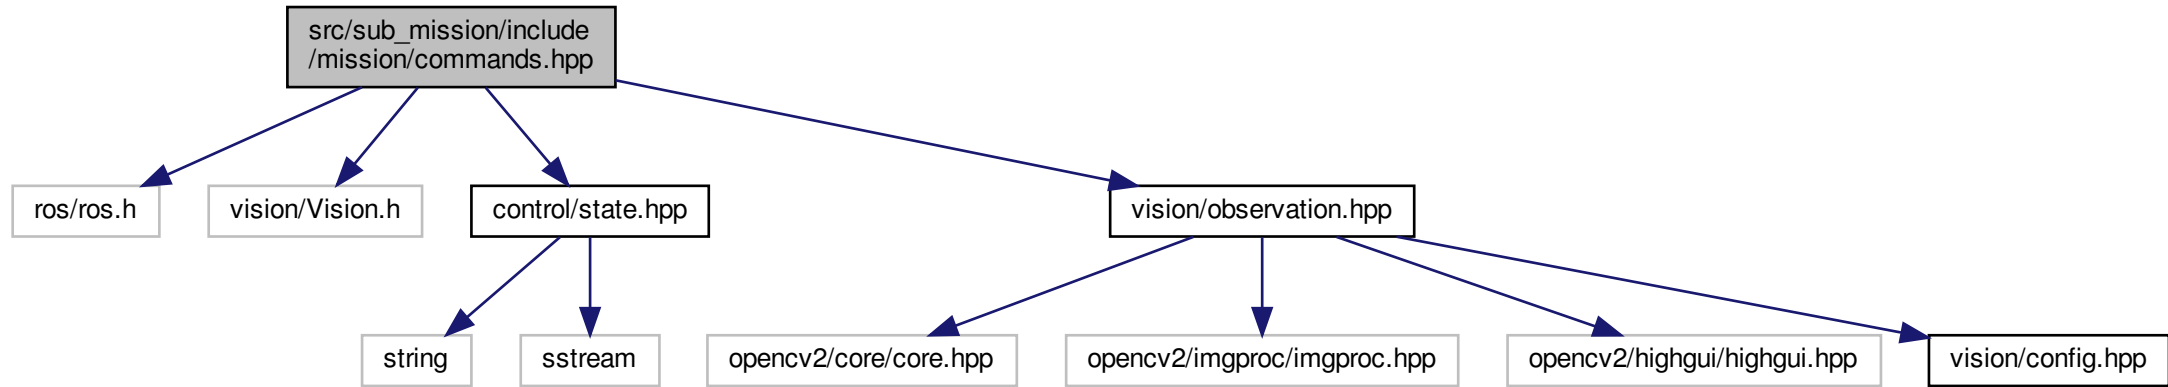 src/sub_mission/include
/mission/commands.hpp
ros/ros.h
vision/Vision.h
control/state.hpp
vision/observation.hpp
string
sstream
opencv2/core/core.hpp
opencv2/imgproc/imgproc.hpp
opencv2/highgui/highgui.hpp
vision/config.hpp